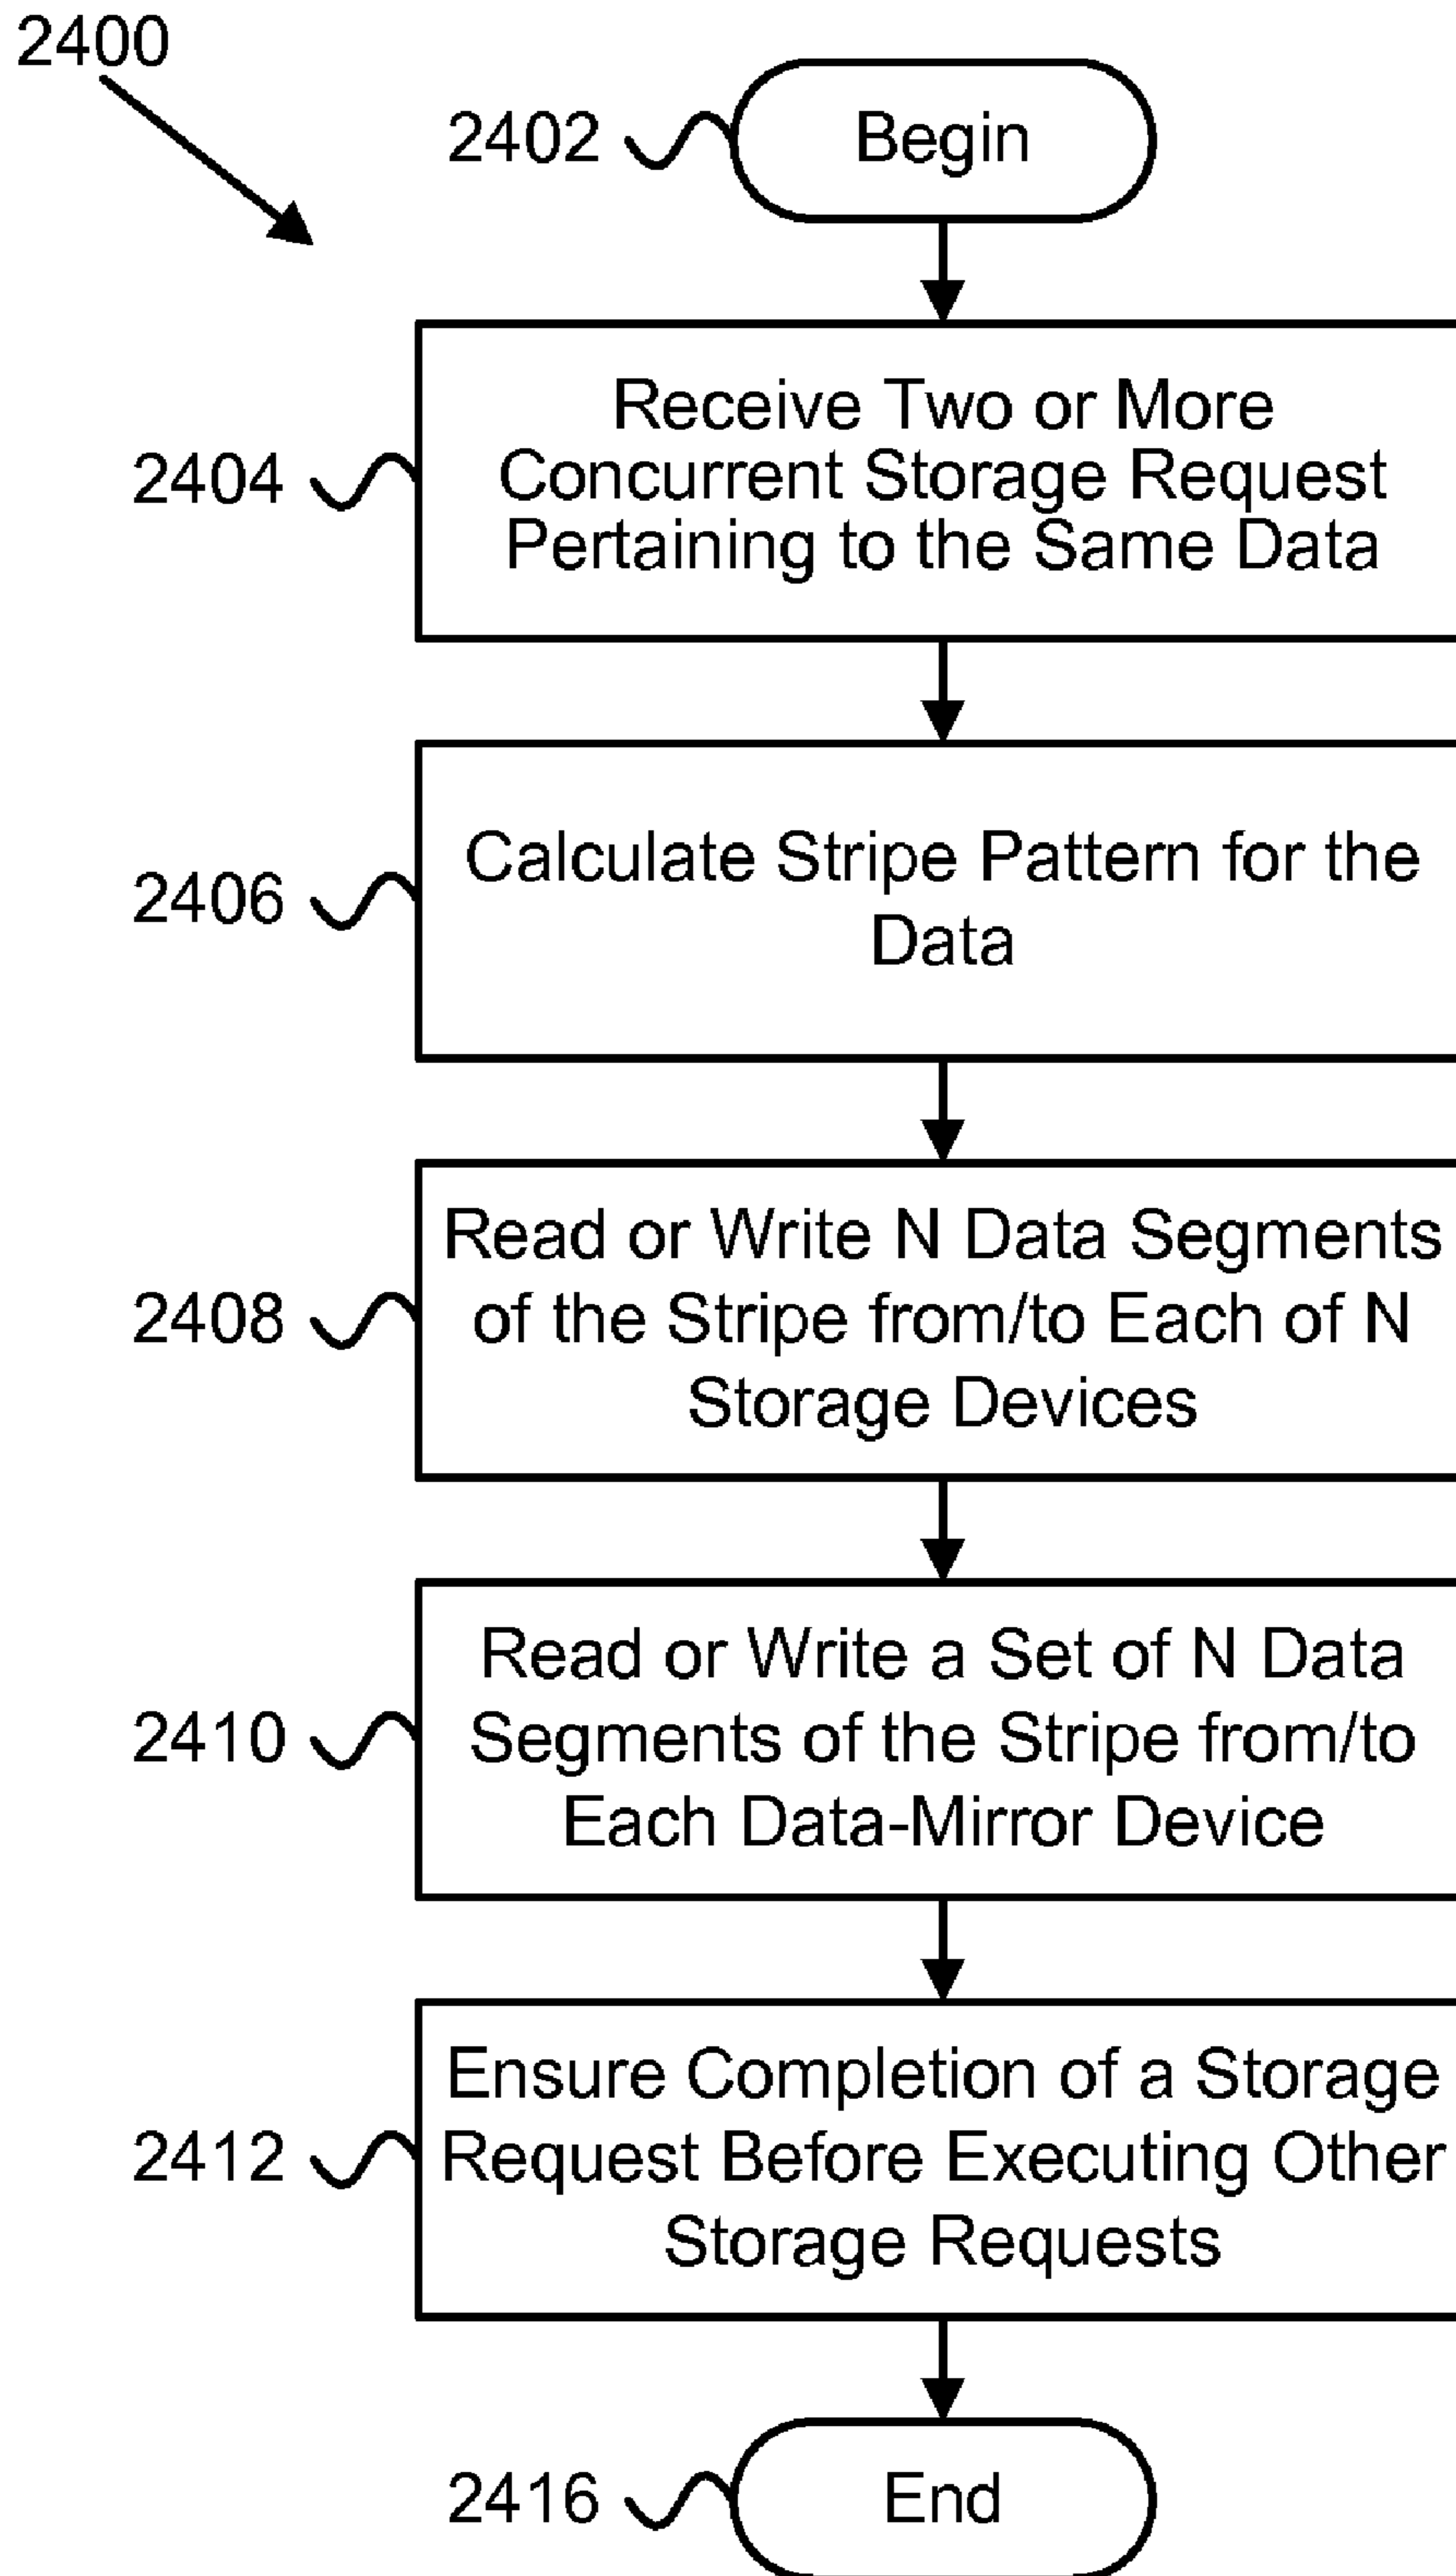 2400
2402
Begin
2404
Receive Two or More
Concurrent Storage Request
Pertaining to the Same Data
2406
Calculate Stripe Pattern for the
Data
2408
Read or Write N Data Segments
of the Stripe from/to Each of N
Storage Devices
2410
Read or Write a Set of N Data
Segments of the Stripe from/to
Each Data-Mirror Device
2412
Ensure Completion of a Storage
Request Before Executing Other
Storage Requests
2416
End